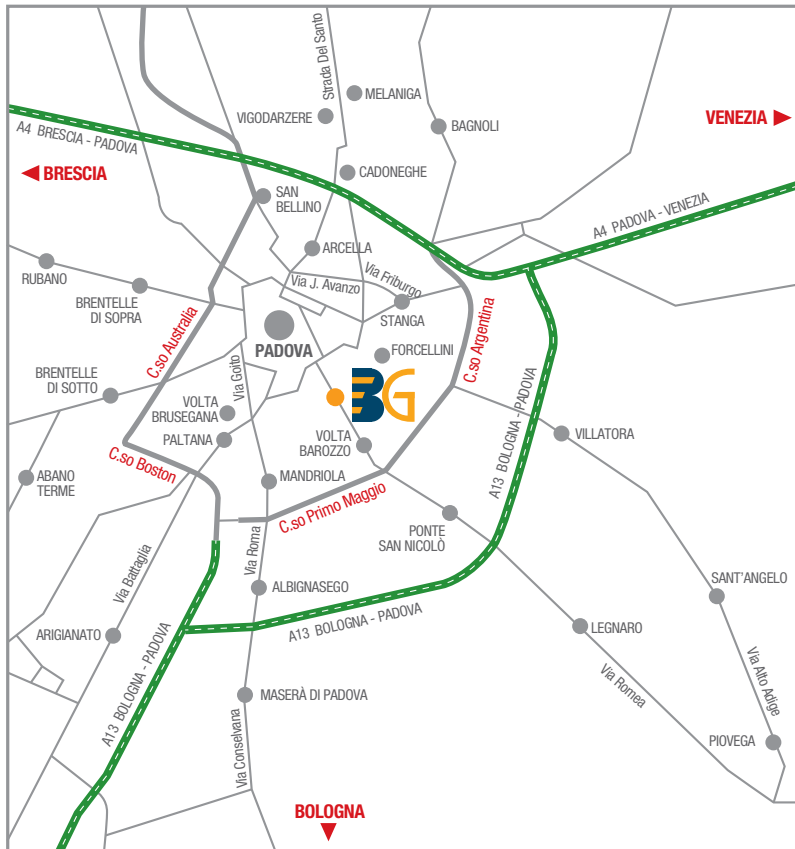 Strada Del Santo
MELANIGA
VIGODARZERE
BAGNOLI
VENEZIA
A4 BRESCIA - PADOVA
BRESCIA
CADONEGHE
SAN
BELLINO
A4 PADOVA - VENEZIA
ARCELLA
RUBANO
Via Friburgo
Via J. Avanzo
BRENTELLE
DI SOPRA
STANGA
C.so Australia
PADOVA
FORCELLINI
C.so Argentina
Via Goito
BRENTELLE
DI SOTTO
BG
VOLTA
BRUSEGANA
PALTANA
VOLTA
BAROZZO
VILLATORA
C.so Boston
A13 BOLOGNA - PADOVA
ABANO
TERME
MANDRIOLA
C.so Primo Maggio
PONTE
SAN NICOLÒ
Via Roma
Via Battaglia
ALBIGNASEGO
SANT'ANGELO
A13 BOLOGNA - PADOVA
ARIGIANATO
LEGNARO
A13 BOLOGNA - PADOVA
Via Romea
Via Alto Adige
MASERÀ DI PADOVA
Via Conselvana
PIOVEGA
BOLOGNA